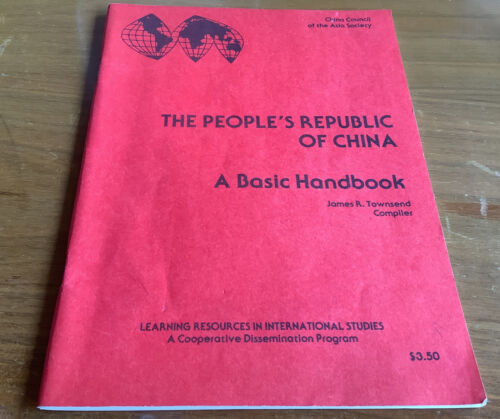 China Council
of the Asia Society
THE PEOPLE'S REPUBLIC
OF CHINA
A Basic Handbook
James R. Townsend
Compiler
LEARNING RESOURCES IN INTERNATIONAL STUDIES
A Cooperative Dissemination Program
$3.50